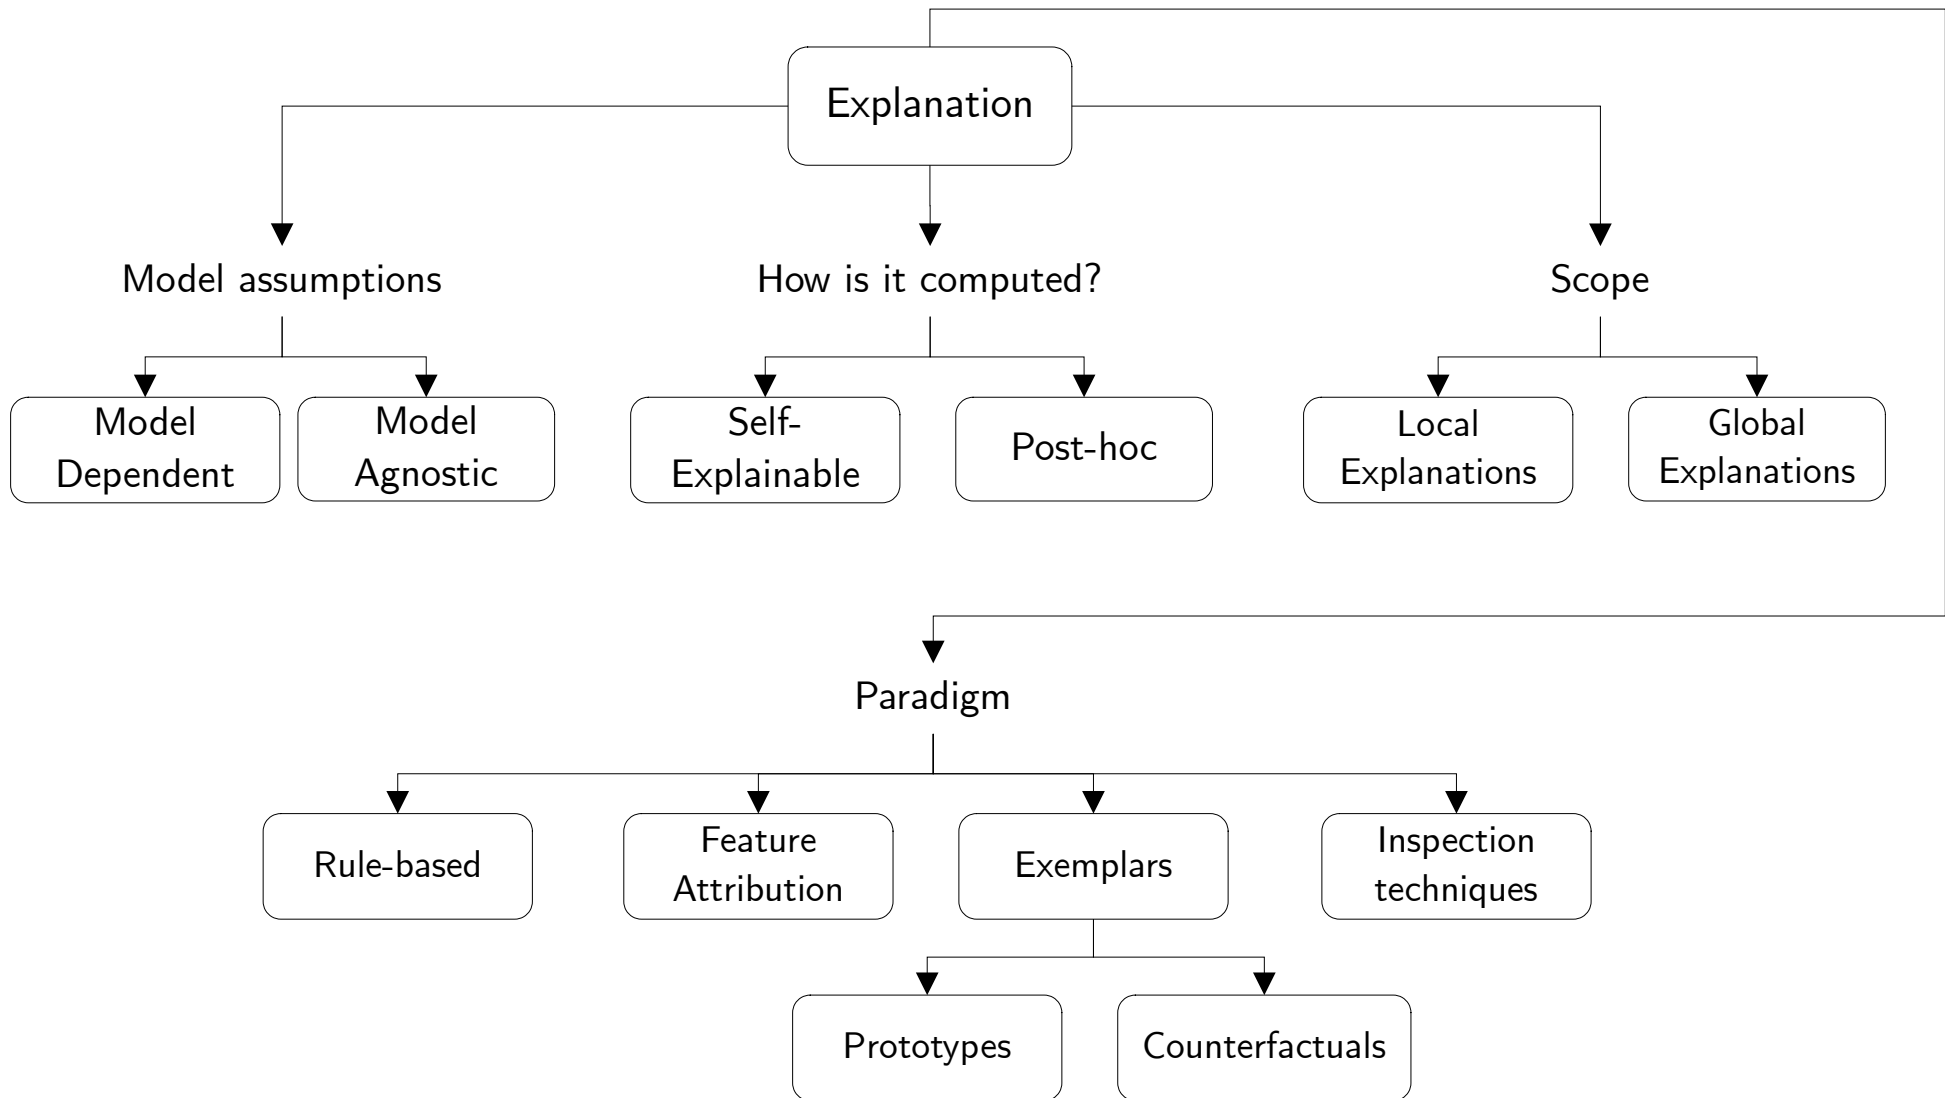 Explanation
Model assumptions
How is it computed?
Scope
Model
Dependent
Model
Agnostic
Self-
Explainable
Post-hoc
Local
Explanations
Global
Explanations
Paradigm
Rule-based
Feature
Attribution
Exemplars
Inspection
techniques
Prototypes
Counterfactuals